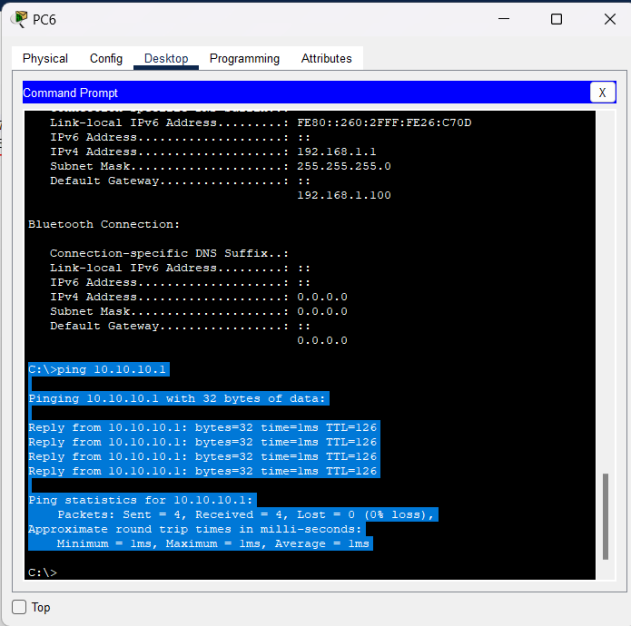 PC6
Physical Config Desktop Programming Attributes
Command Prompt X
Link-local IPv6 Address.........: FE80::260:2FFF:FE26:C70D
IPv6 Address....................: ::
IPv4 Address....................: 192.168.1.1
Subnet Mask.....................: 255.255.255.0
Default Gateway.................: ::
192.168.1.100
Bluetooth Connection:
Connection-specific DNS Suffix..:
Link-local IPv6 Address.........: ::
IPv6 Address....................: ::
IPv4 Address....................: 0.0.0.0
Subnet Mask.....................: 0.0.0.0
Default Gateway.................: ::
0.0.0.0
C:\>ping 10.10.10.1
Pinging 10.10.10.1 with 32 bytes of data:
Reply from 10.10.10.1: bytes=32 time=1ms TTL=126
Reply from 10.10.10.1: bytes=32 time=1ms TTL=126
Reply from 10.10.10.1: bytes=32 time=1ms TTL=126
Reply from 10.10.10.1: bytes=32 time=1ms TTL=126
Ping statistics for 10.10.10.1:
Packets: Sent = 4, Received = 4, Lost = 0 (0% loss),
Approximate round trip times in milli-seconds:
Minimum = 1ms, Maximum = 1ms, Average = 1ms
C:\>
Top